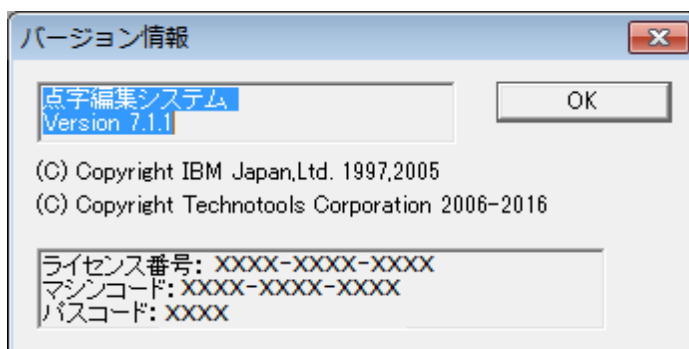 バージョン情報
点字編集システム
Version 7.1.1
OK
(C) Copyright IBM Japan,Ltd. 1997,2005
(C) Copyright Technotools Corporation 2006-2016
ライセンス番号: XXXX-XXXX-XXXX
マシンコード: XXXX-XXXX-XXXX
パスコード: XXXX